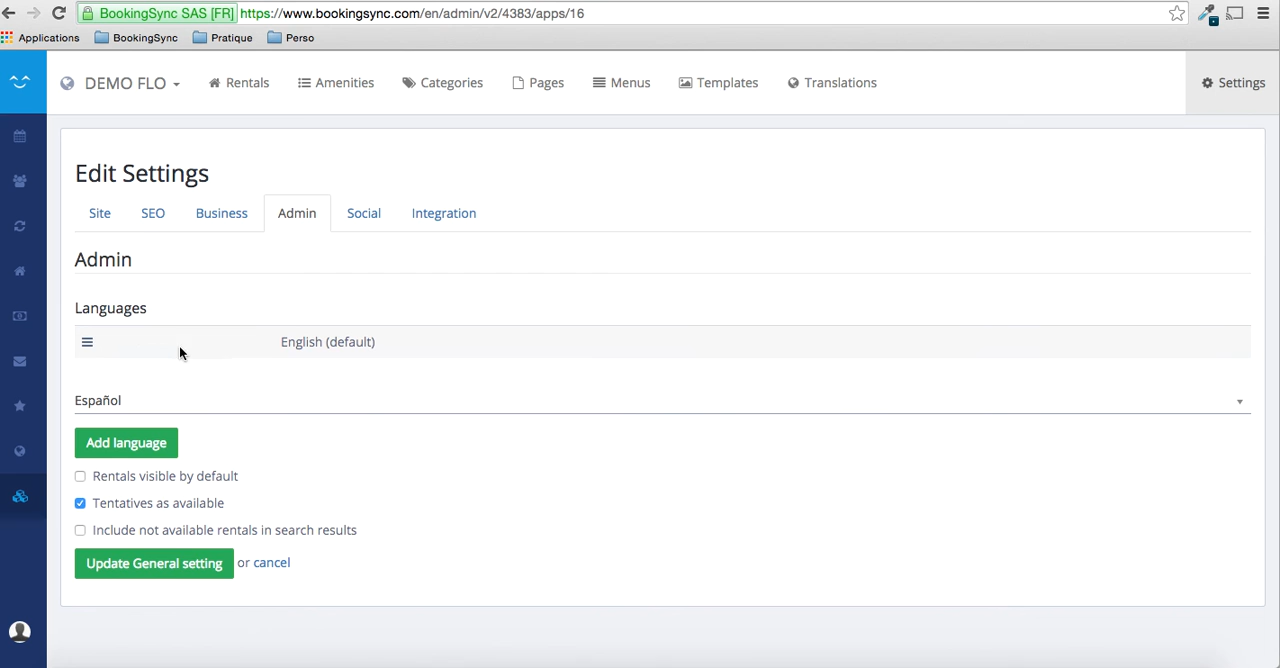 BookingSync SAS [FR] https://www.bookingsync.com/en/admin/v2/4383/apps/16
Applications BookingSync Pratique Perso
DEMO FLO Rentals Amenities Categories Pages Menus Templates Translations Settings
Edit Settings
Site SEO Business Admin Social Integration
Admin
Languages
English (default)
Español
Add language
Rentals visible by default
Tentatives as available
Include not available rentals in search results
Update General setting or cancel